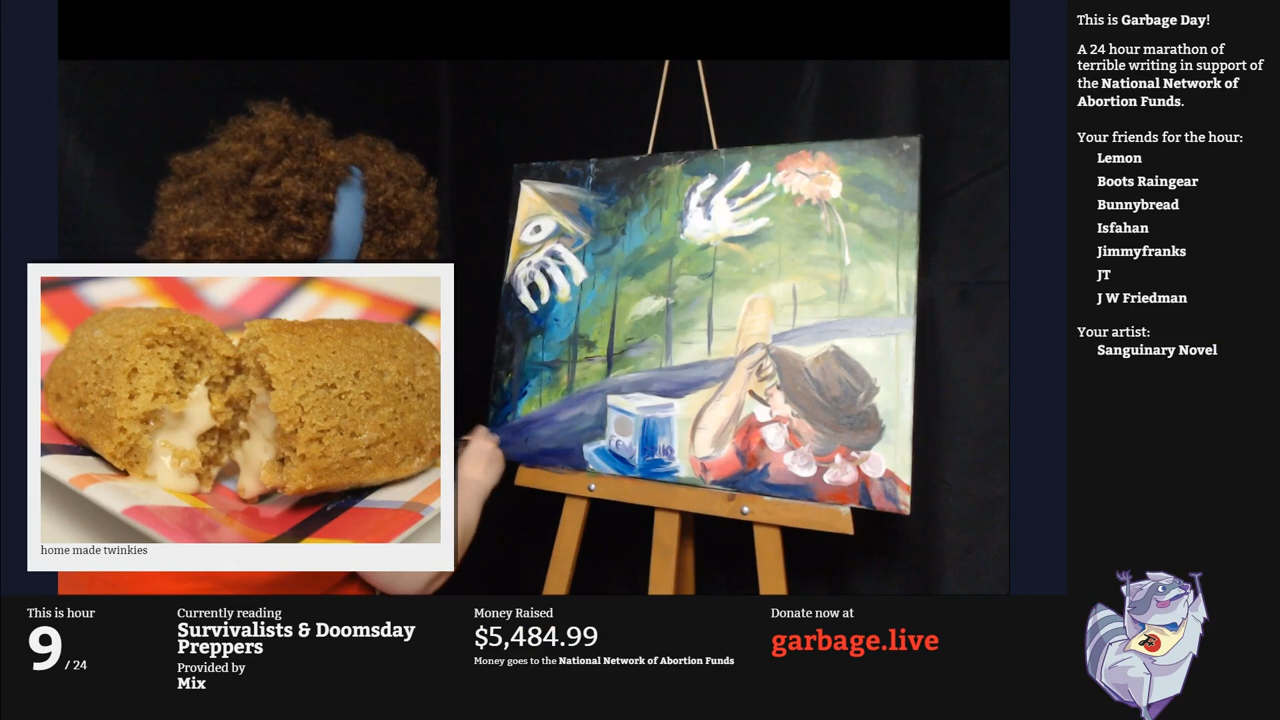 This is Garbage Day!
A 24 hour marathon of
terrible writing in support of
the National Network of
Abortion Funds.
Your friends for the hour:
Lemon
Boots Raingear
Bunnybread
Isfahan
Jimmyfranks
JT
J W Friedman
Your artist:
Sanguinary Novel
home made twinkies
This is hour
9 / 24
Currently reading
Survivalists & Doomsday
Preppers
Provided by
Mix
Money Raised
$5,484.99
Money goes to the National Network of Abortion Funds
Donate now at
garbage.live